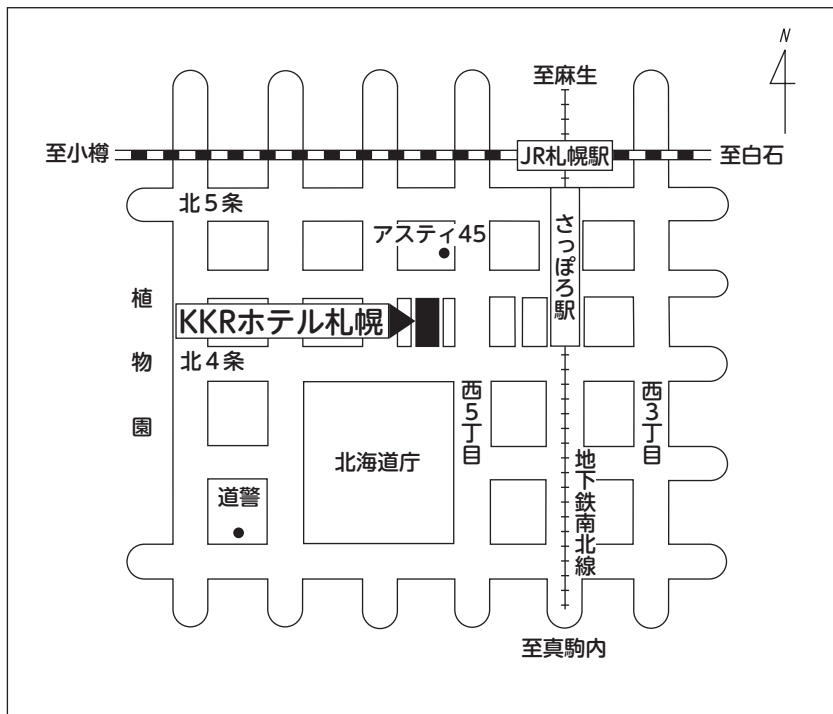 N
至麻生
至小樽
JR札幌駅
至白石
北5条
アスティ45
さっぽろ駅
植物園
KKRホテル札幌
北4条
西5丁目
西3丁目
北海道庁
地下鉄南北線
道警
至真駒内